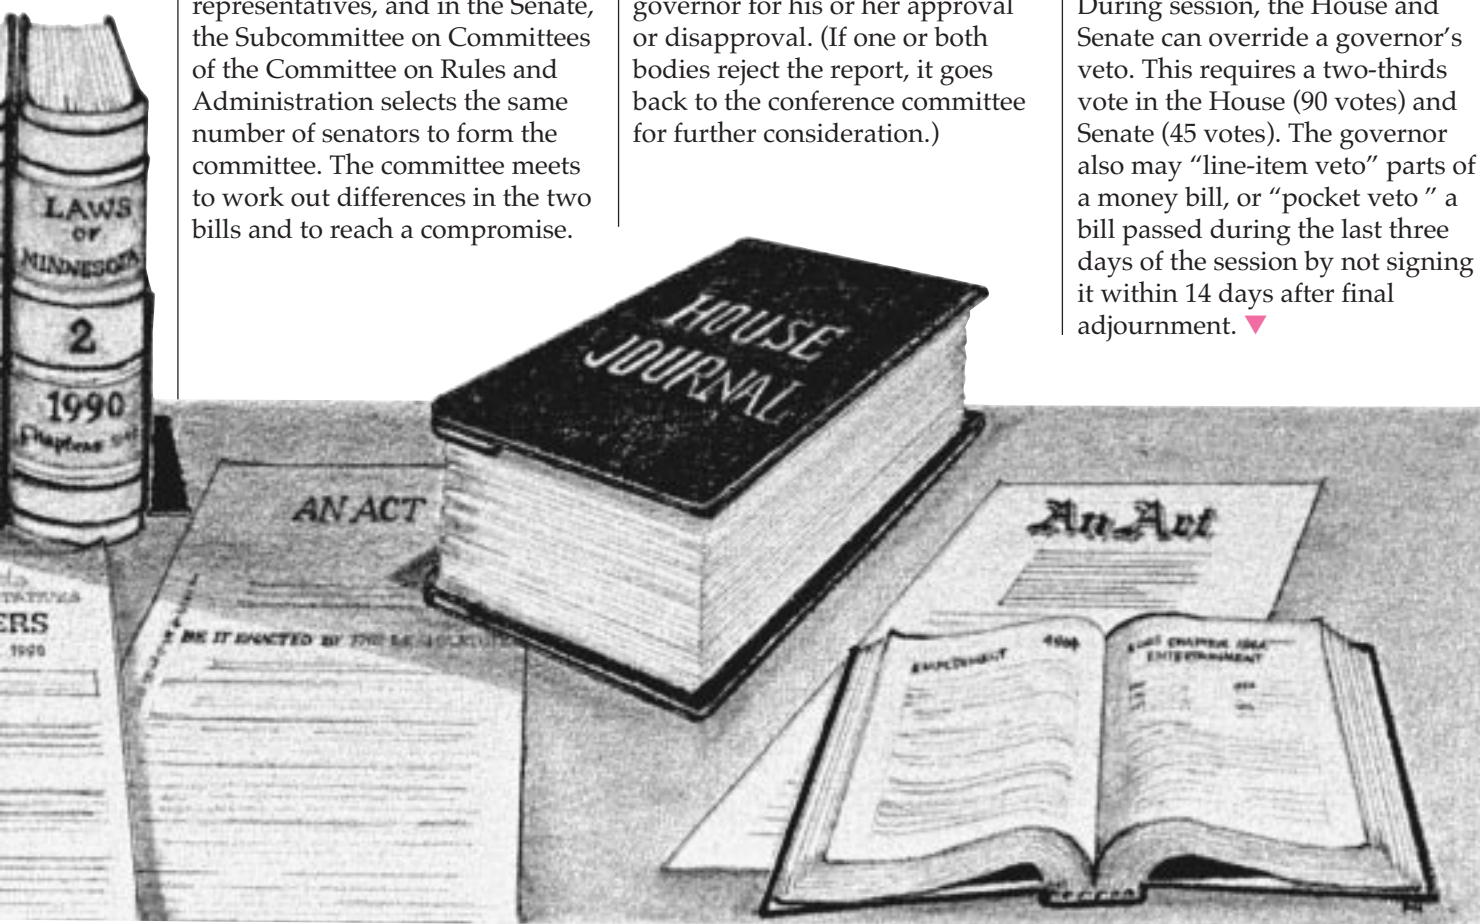 representatives, and in the Senate,
the Subcommittee on Committees
of the Committee on Rules and
Administration selects the same
number of senators to form the
committee. The committee meets
to work out differences in the two
bills and to reach a compromise.
governor for his or her approval
or disapproval. (If one or both
bodies reject the report, it goes
back to the conference committee
for further consideration.)
During session, the House and
Senate can override a governor’s
veto. This requires a two-thirds
vote in the House (90 votes) and
Senate (45 votes). The governor
also may “line-item veto” parts of
a money bill, or “pocket veto ” a
bill passed during the last three
days of the session by not signing
it within 14 days after final
adjournment.
LAWS
OF
MINNESOTA
2
1990
Chapters
HOUSE
JOURNAL
AN ACT
BE IT ENACTED BY
An Act
ERS
1990
ENTERTAINMENT